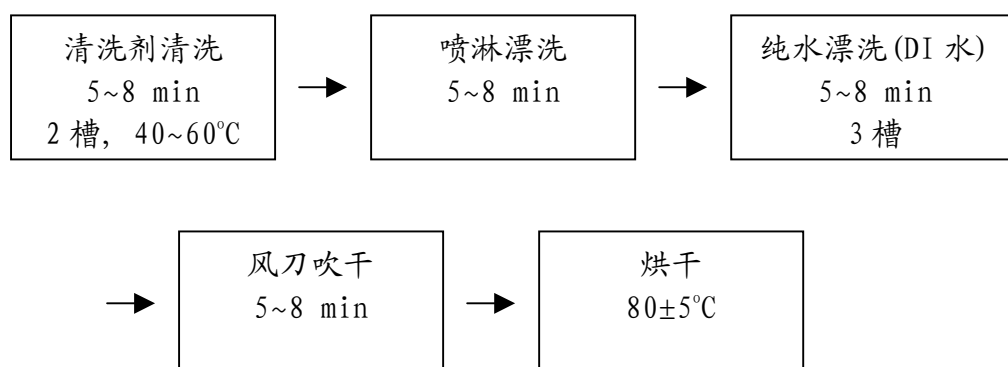 清洗剂清洗
5~8 min
2 槽, 40~60℃
喷淋漂洗
5~8 min
纯水漂洗(DI 水)
5~8 min
3 槽
风刀吹干
5~8 min
烘干
80±5℃